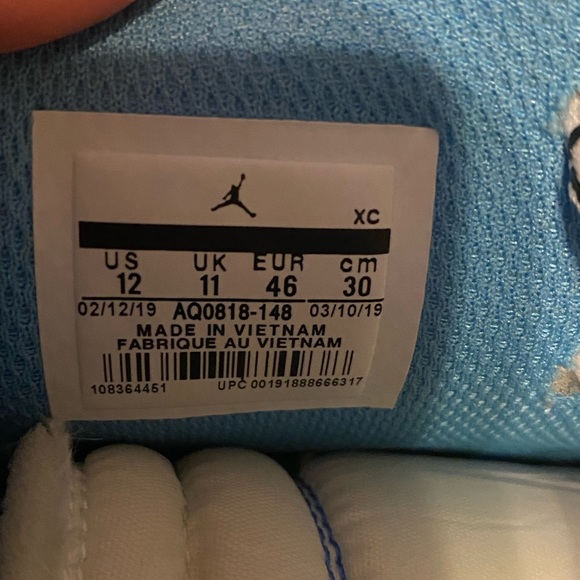 XC
US UK EUR cm
12 11 46 30
02/12/19 AQ0818-148 03/10/19
MADE IN VIETNAM
FABRIQUE AU VIETNAM
108364451 UPC 00191888666317